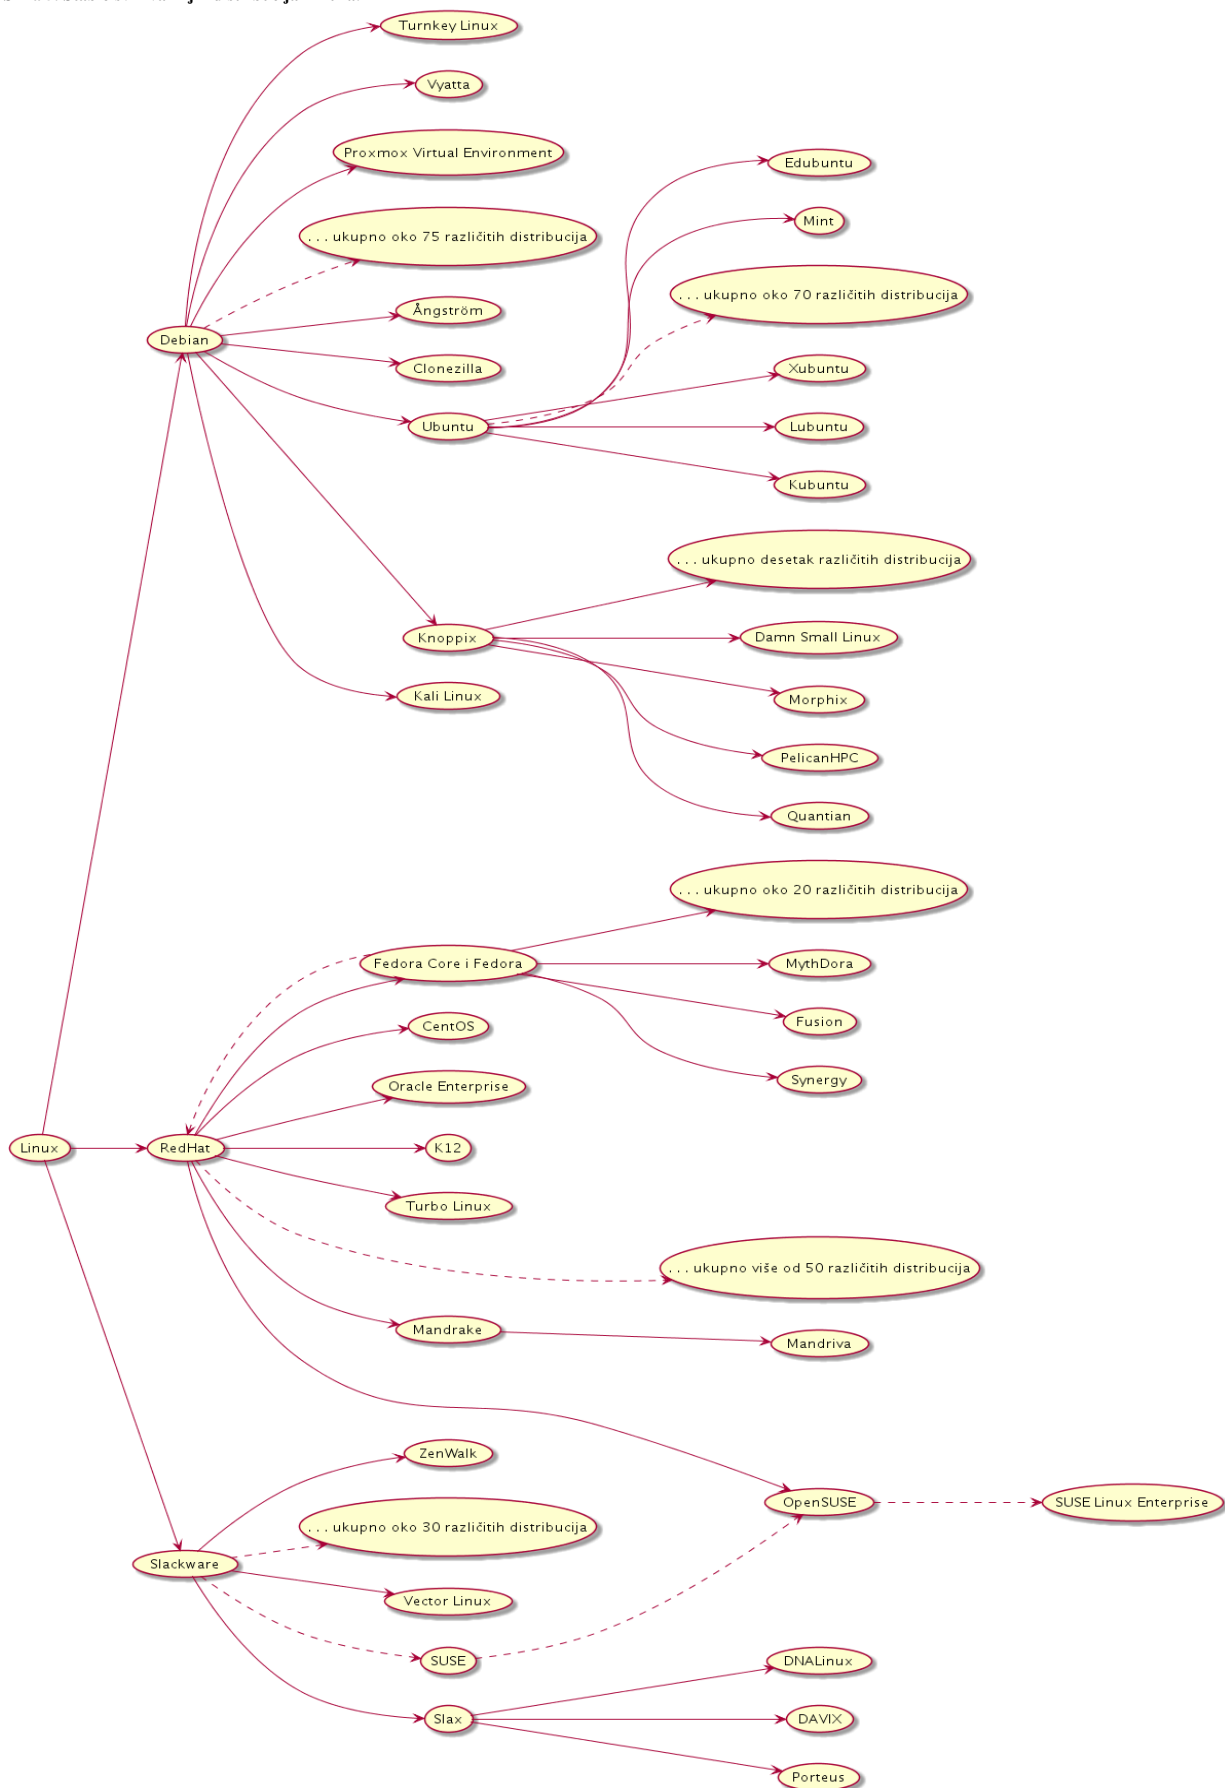 Turnkey Linux
Vyatta
Proxmox Virtual Environment
Edubuntu
Mint
. . . ukupno oko 75 različitih distribucija
. . . ukupno oko 70 različitih distribucija
Ångström
Debian
Clonezilla
Xubuntu
Ubuntu
Lubuntu
Kubuntu
. . . ukupno desetak različitih distribucija
Knoppix
Damn Small Linux
Kali Linux
Morphix
PelicanHPC
Quantian
. . . ukupno oko 20 različitih distribucija
Fedora Core i Fedora
MythDora
CentOS
Fusion
Oracle Enterprise
Synergy
Linux
RedHat
K12
Turbo Linux
. . . ukupno više od 50 različitih distribucija
Mandrake
Mandriva
ZenWalk
OpenSUSE
SUSE Linux Enterprise
. . . ukupno oko 30 različitih distribucija
Slackware
Vector Linux
SUSE
DNALinux
Slax
DAVIX
Porteus